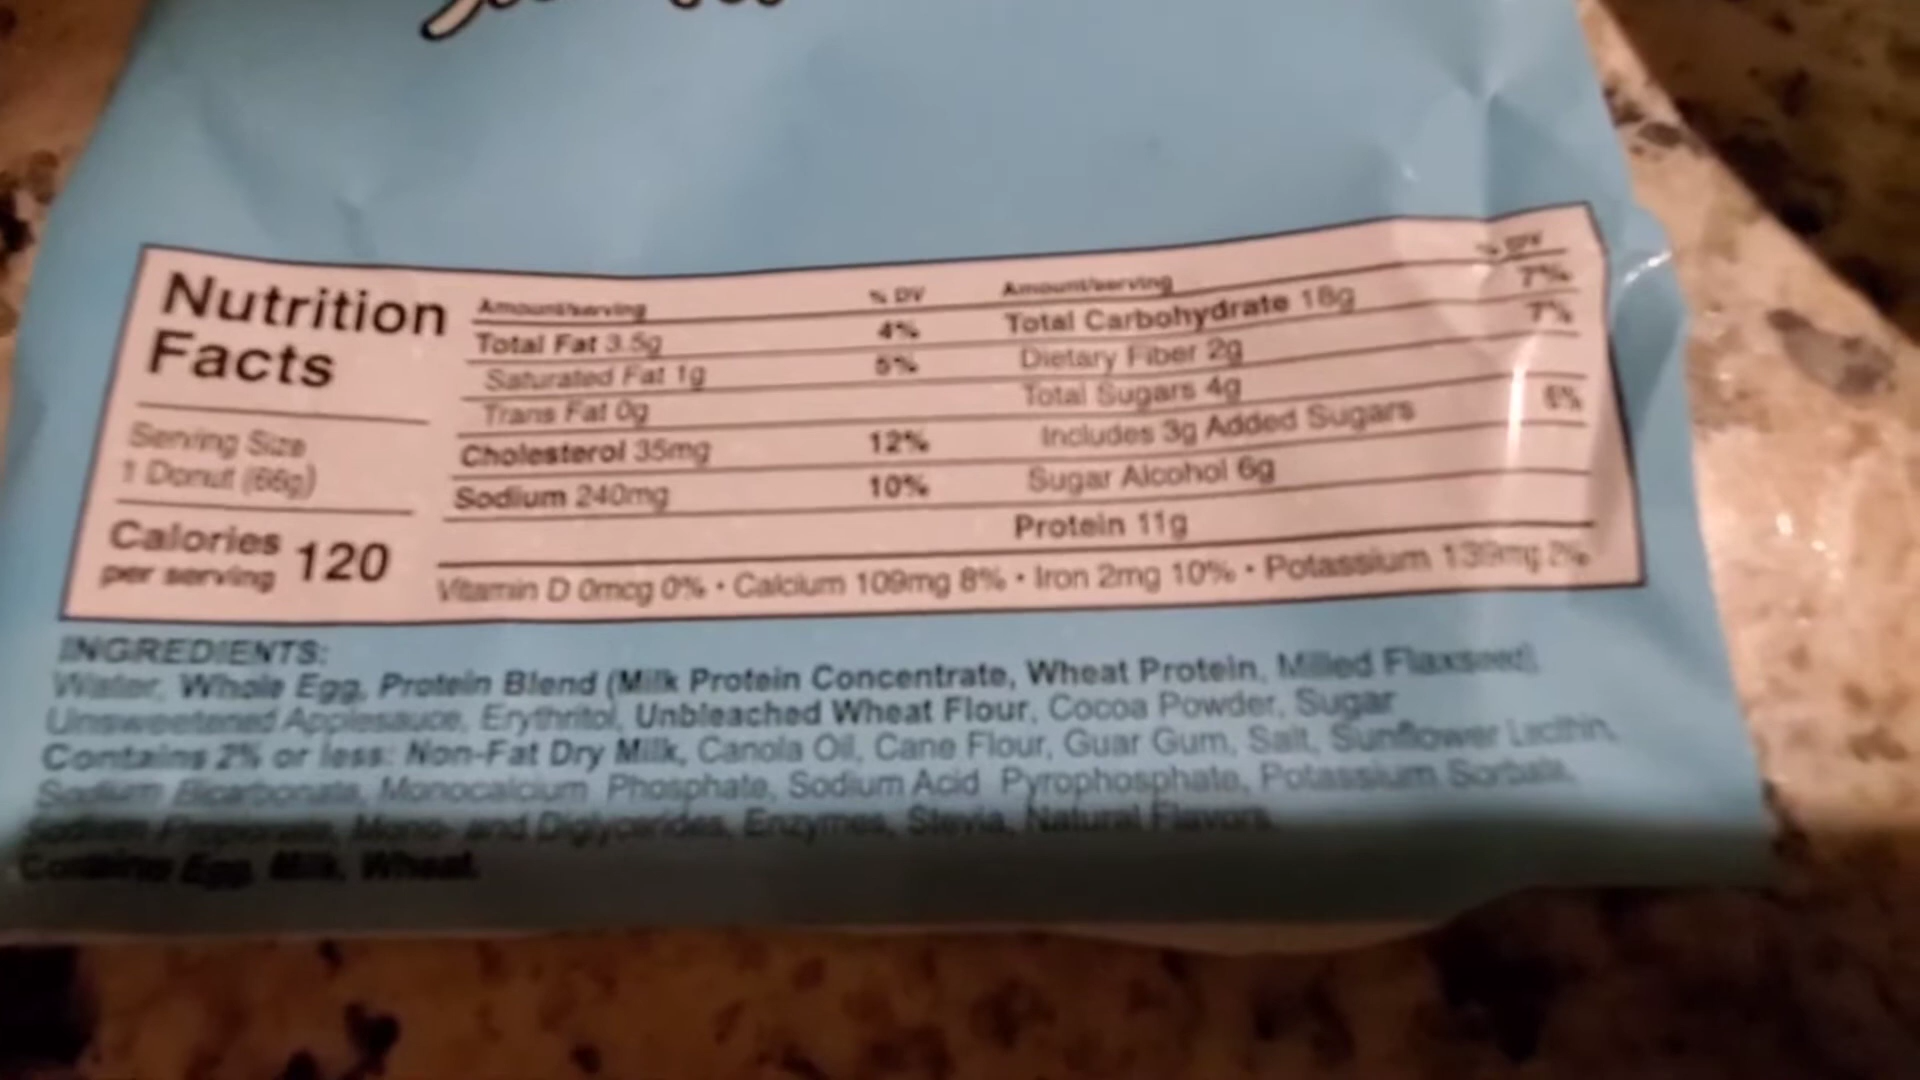 Nutrition
Facts
Serving Size
1 Donut (66g)
Calories 120
per serving
Amount/serving % DV
Total Fat 3.5g 4%
Saturated Fat 1g 5%
Trans Fat 0g
Cholesterol 35mg 12%
Sodium 240mg 10%
Amount/serving % DV
Total Carbohydrate 18g 7%
Dietary Fiber 2g 7%
Total Sugars 4g
Includes 3g Added Sugars 6%
Sugar Alcohol 6g
Protein 11g
Vitamin D 0mcg 0% • Calcium 109mg 8% • Iron 2mg 10% • Potassium 139mg 2%
INGREDIENTS:
Water, Whole Egg, Protein Blend (Milk Protein Concentrate, Wheat Protein, Milled Flaxseed)
Unsweetened Applesauce, Erythritol, Unbleached Wheat Flour, Cocoa Powder, Sugar
Contains 2% or less: Non-Fat Dry Milk, Canola Oil, Cane Flour, Guar Gum, Salt, Sunflower Lecithin,
Sodium Bicarbonate, Monocalcium Phosphate, Sodium Acid Pyrophosphate, Potassium Sorbate,
Sodium Propionate, Mono- and Diglycerides, Enzymes, Stevia, Natural Flavors
Contains Egg, Milk, Wheat.